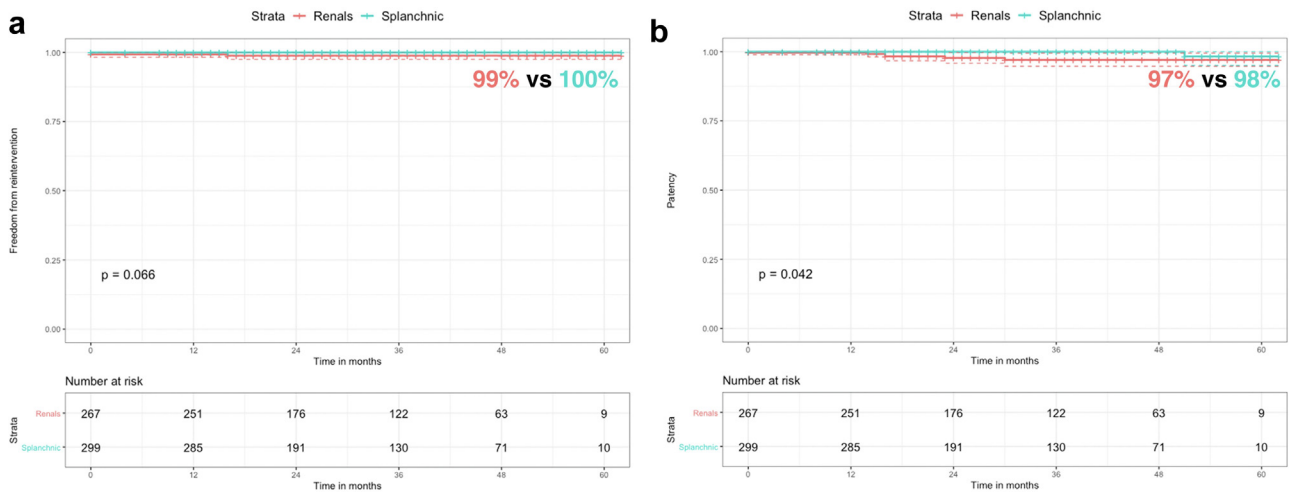 a
Strata Renals Splanchnic
1.00
0.75
0.50
0.25
0.00
Freedom from reintervention
99% vs 100%
p = 0.066
0 12 24 36 48 60
Time in months
Number at risk
Strata
Renals 267 251 176 122 63 9
Splanchnic 299 285 191 130 71 10
0 12 24 36 48 60
Time in months
b
Strata Renals Splanchnic
1.00
0.75
0.50
0.25
0.00
Patency
97% vs 98%
p = 0.042
0 12 24 36 48 60
Time in months
Number at risk
Strata
Renals 267 251 176 122 63 9
Splanchnic 299 285 191 130 71 10
0 12 24 36 48 60
Time in months